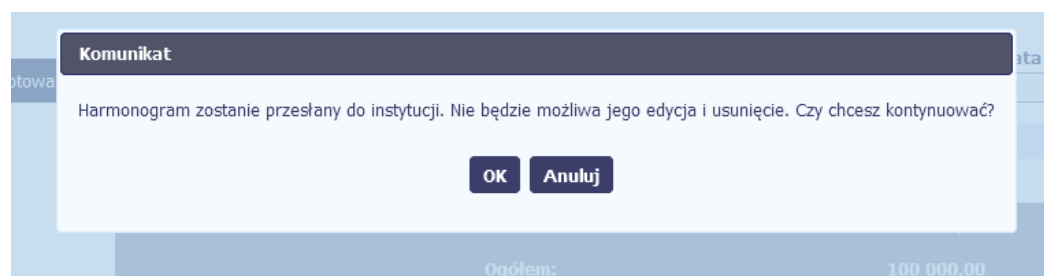 Komunikat
Harmonogram zostanie przesłany do instytucji. Nie będzie możliwa jego edycja i usunięcie. Czy chcesz kontynuować?
OK Anuluj
Ogółem: 100 000,00